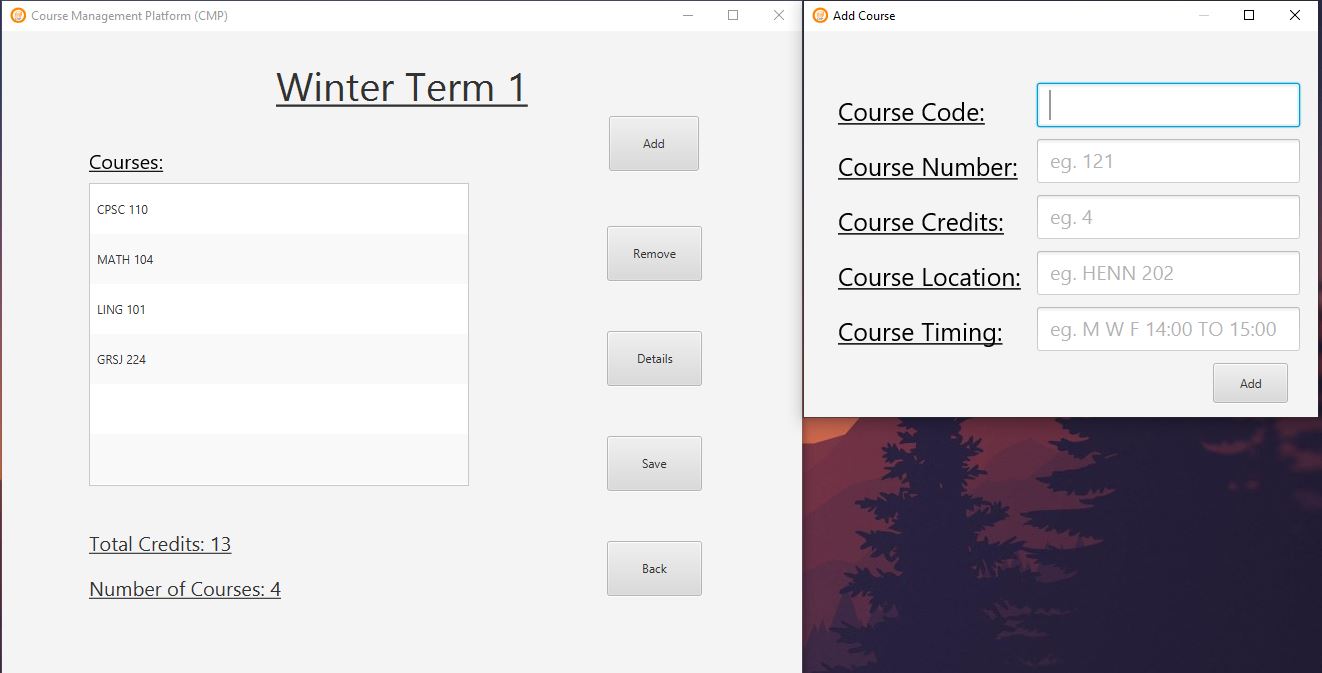 Course Management Platform (CMP)
Winter Term 1
Courses:
CPSC 110
MATH 104
LING 101
GRSJ 224
Total Credits: 13
Number of Courses: 4
Add
Remove
Details
Save
Back
Add Course
Course Code:
Course Number: eg. 121
Course Credits: eg. 4
Course Location: eg. HENN 202
Course Timing: eg. M W F 14:00 TO 15:00
Add